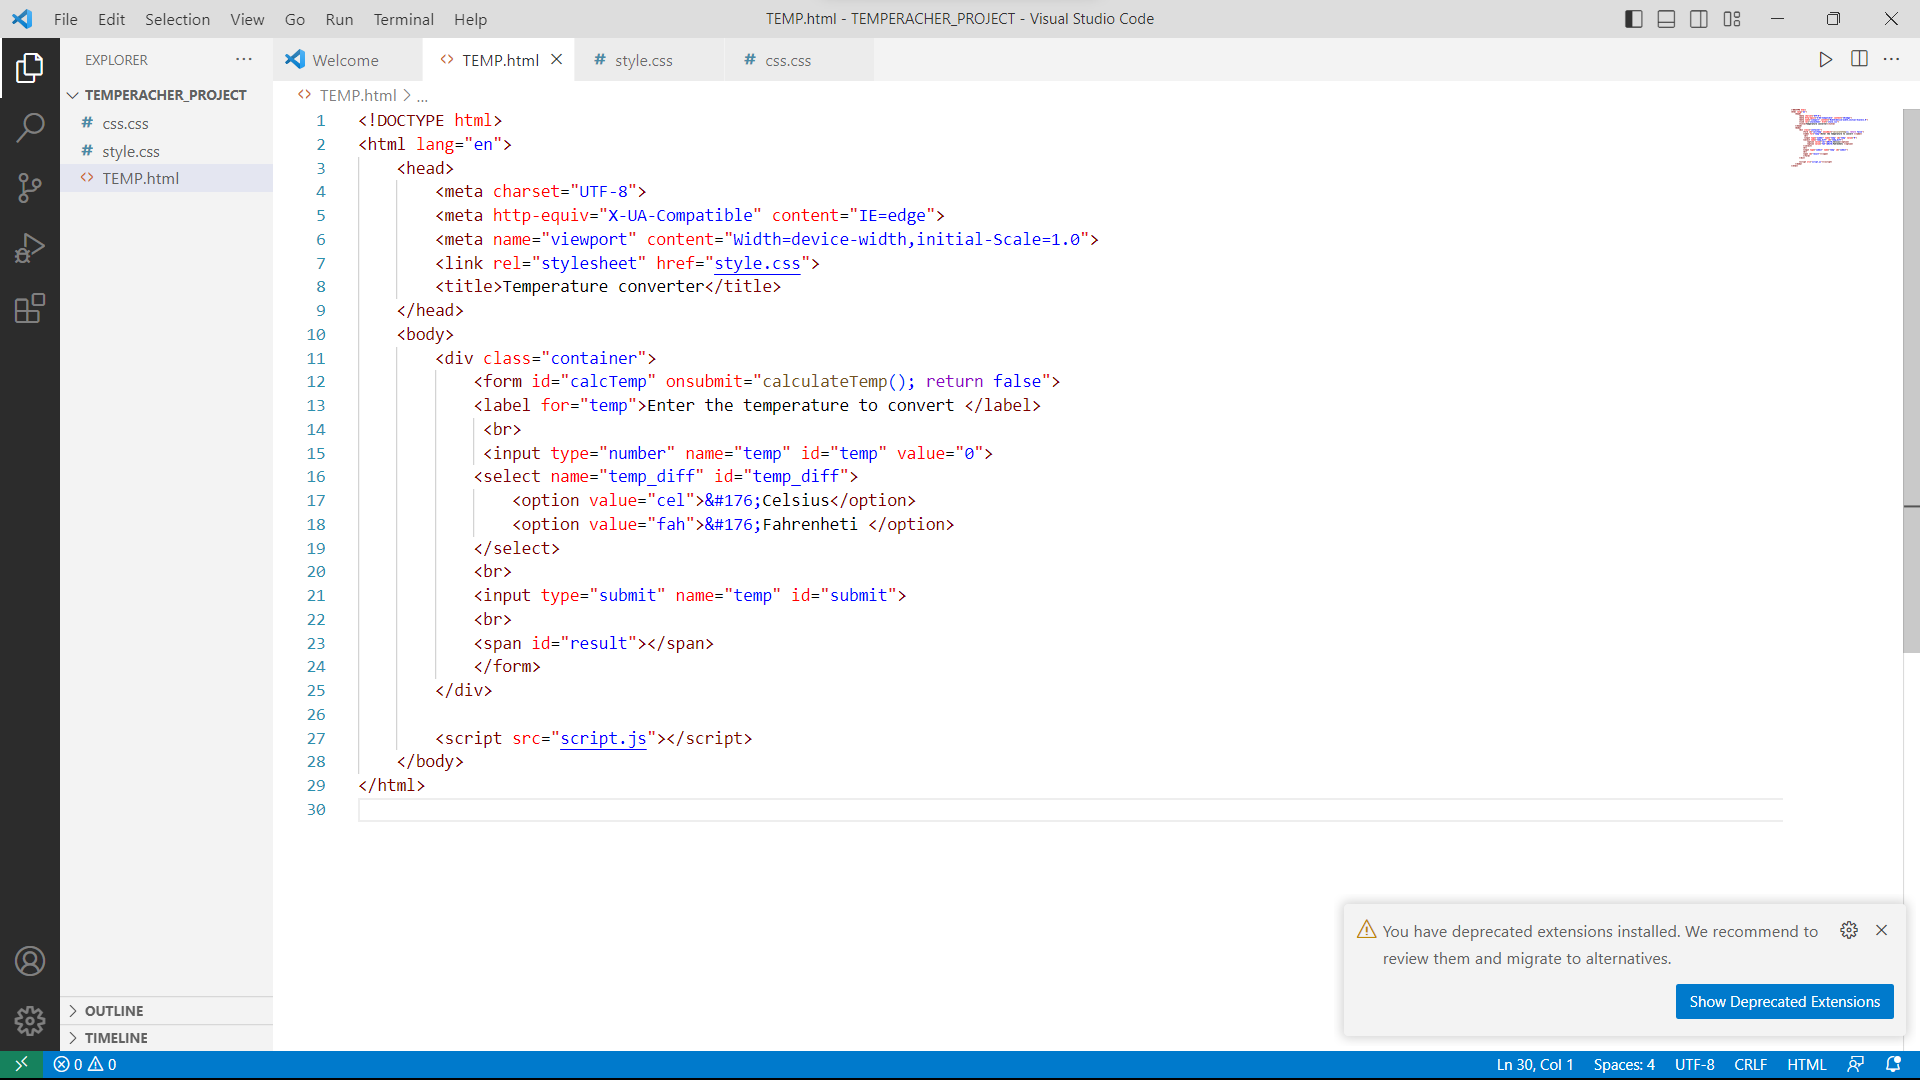 File Edit Selection View Go Run Terminal Help
TEMP.html - TEMPERACHER_PROJECT - Visual Studio Code
EXPLORER
TEMPERACHER_PROJECT
# css.css
# style.css
<> TEMP.html
OUTLINE
TIMELINE
Welcome
<> TEMP.html
# style.css
# css.css
<> TEMP.html > ...
1 <!DOCTYPE html>
2 <html lang="en">
3 <head>
4 <meta charset="UTF-8">
5 <meta http-equiv="X-UA-Compatible" content="IE=edge">
6 <meta name="viewport" content="Width=device-width,initial-Scale=1.0">
7 <link rel="stylesheet" href="style.css">
8 <title>Temperature converter</title>
9 </head>
10 <body>
11 <div class="container">
12 <form id="calcTemp" onsubmit="calculateTemp(); return false">
13 <label for="temp">Enter the temperature to convert </label>
14 <br>
15 <input type="number" name="temp" id="temp" value="0">
16 <select name="temp_diff" id="temp_diff">
17 <option value="cel">&#176;Celsius</option>
18 <option value="fah">&#176;Fahrenheti </option>
19 </select>
20 <br>
21 <input type="submit" name="temp" id="submit">
22 <br>
23 <span id="result"></span>
24 </form>
25 </div>
26
27 <script src="script.js"></script>
28 </body>
29 </html>
30
You have deprecated extensions installed. We recommend to
review them and migrate to alternatives.
Show Deprecated Extensions
0 0
Ln 30, Col 1 Spaces: 4 UTF-8 CRLF HTML